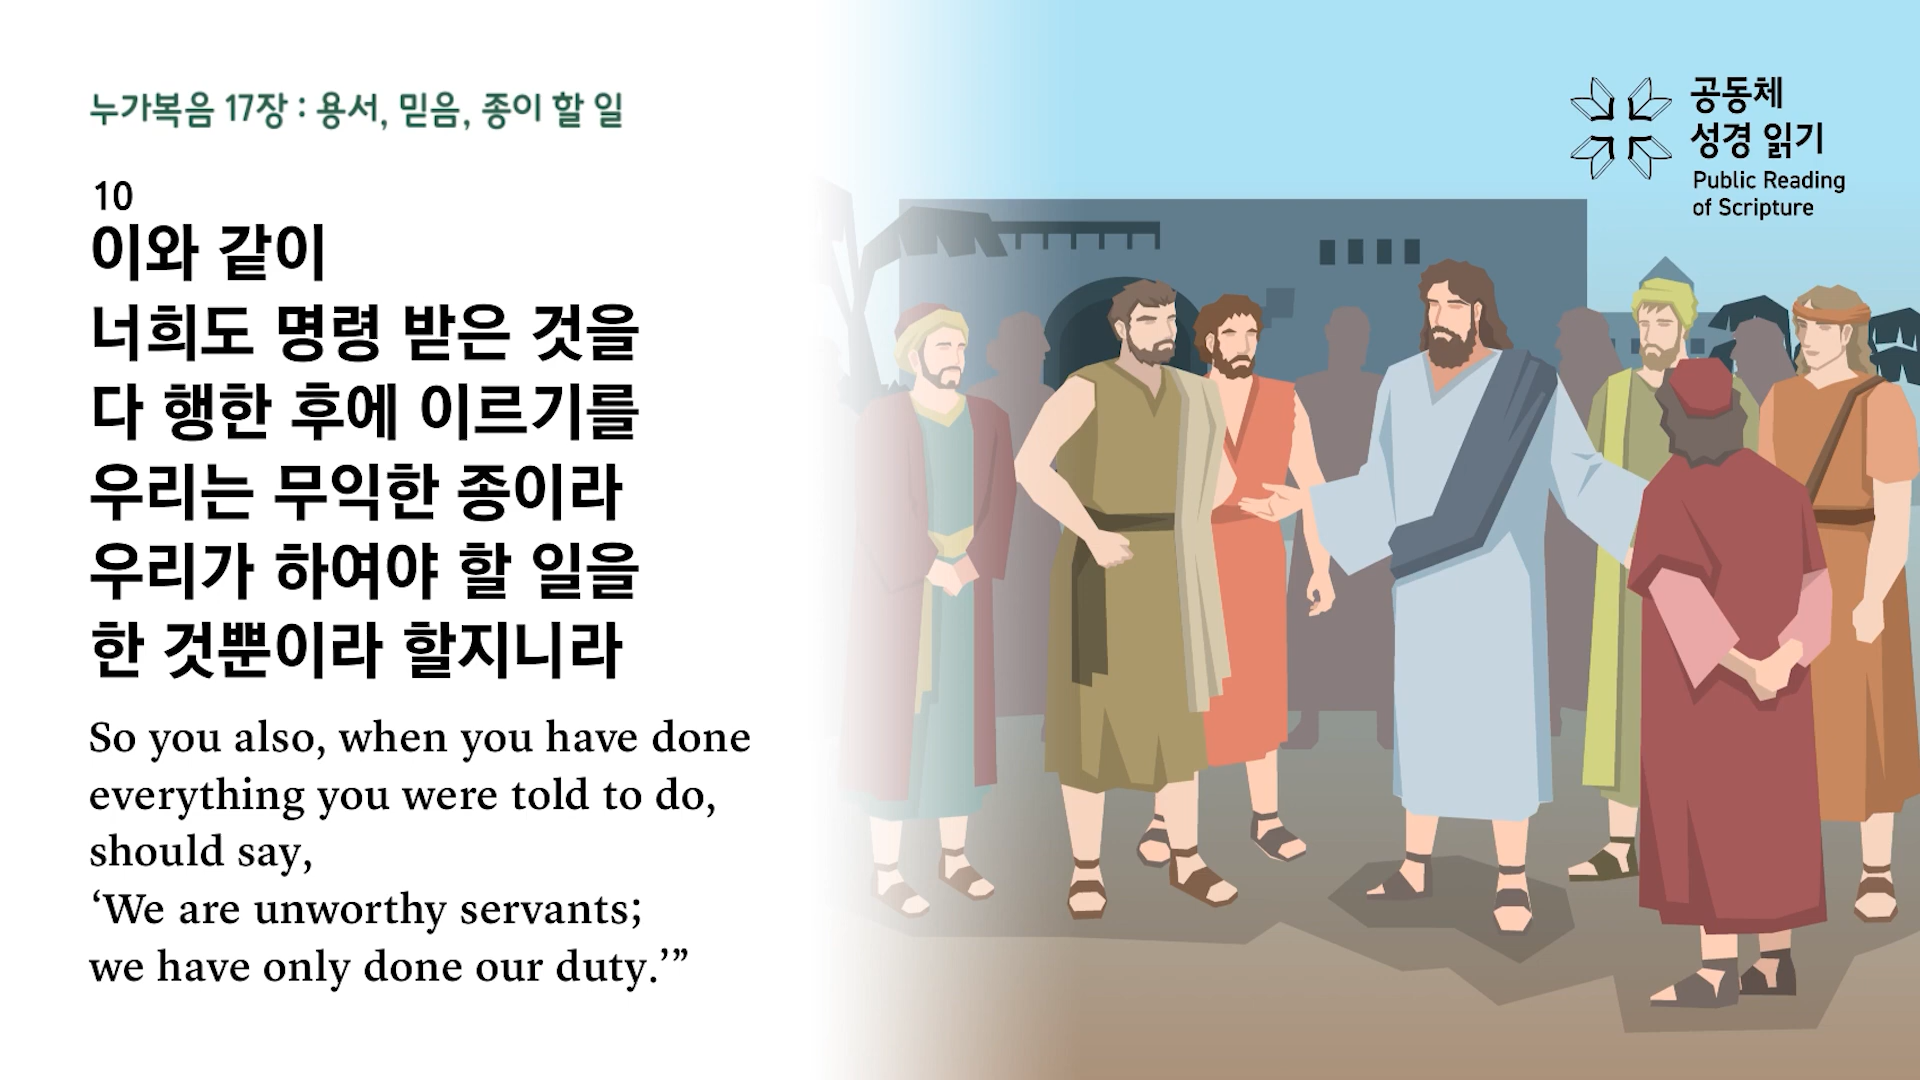 누가복음 17장 : 용서, 믿음, 종이 할 일
10
이와 같이
너희도 명령 받은 것을
다 행한 후에 이르기를
우리는 무익한 종이라
우리가 하여야 할 일을
한 것뿐이라 할지니라
So you also, when you have done
everything you were told to do,
should say,
‘We are unworthy servants;
we have only done our duty.’”
공동체
성경 읽기
Public Reading
of Scripture